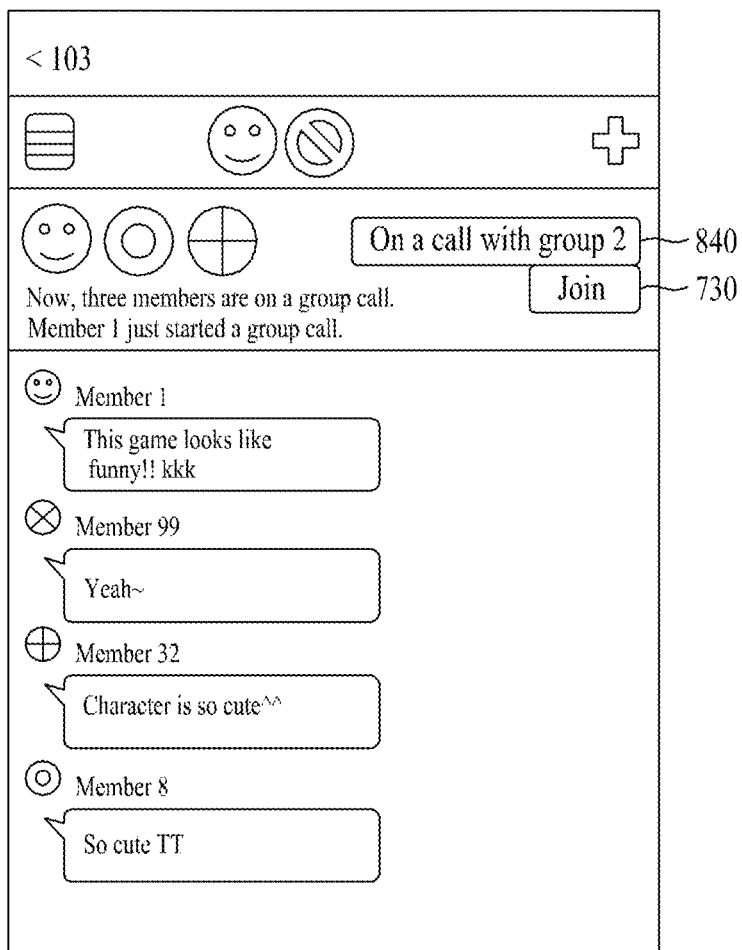 < 103
On a call with group 2
840
Join
730
Now, three members are on a group call.
Member 1 just started a group call.
Member 1
This game looks like
funny!! kkk
Member 99
Yeah~
Member 32
Character is so cute^^
Member 8
So cute TT